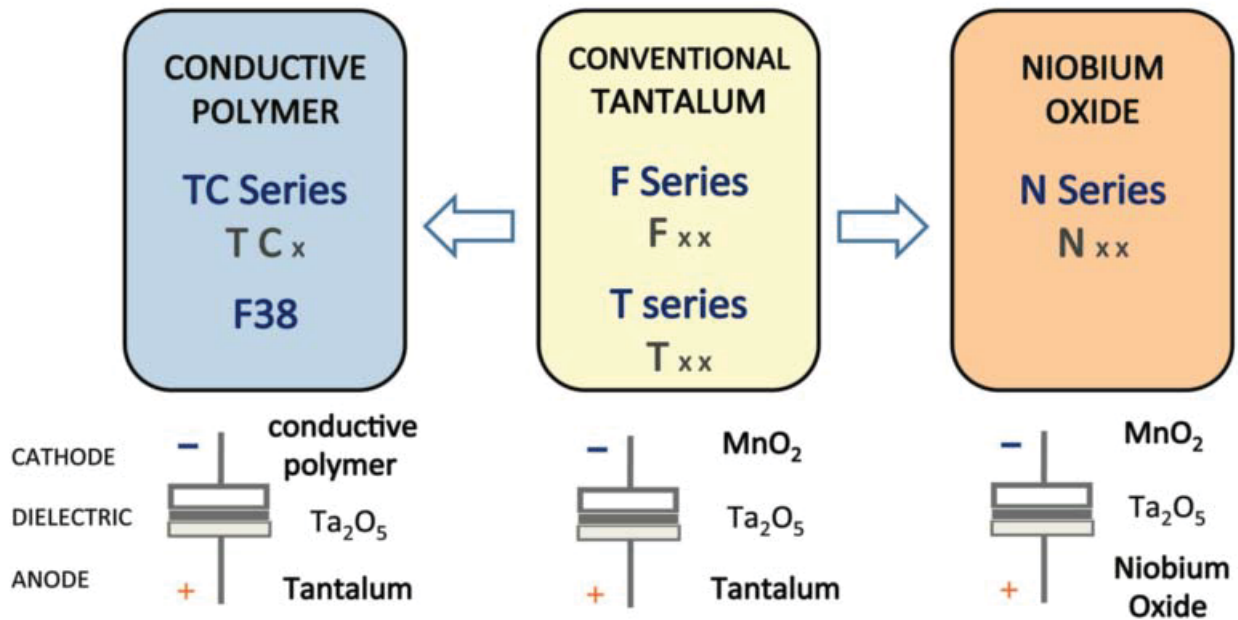 CONDUCTIVE
POLYMER
TC Series
T C x
F38
CONVENTIONAL
TANTALUM
F Series
F x x
T series
T x x
NIOBIUM
OXIDE
N Series
N x x
CATHODE
DIELECTRIC
ANODE
–
conductive
polymer
Ta₂O₅
+
Tantalum
–
MnO₂
Ta₂O₅
+
Tantalum
–
MnO₂
Ta₂O₅
+
Niobium
Oxide